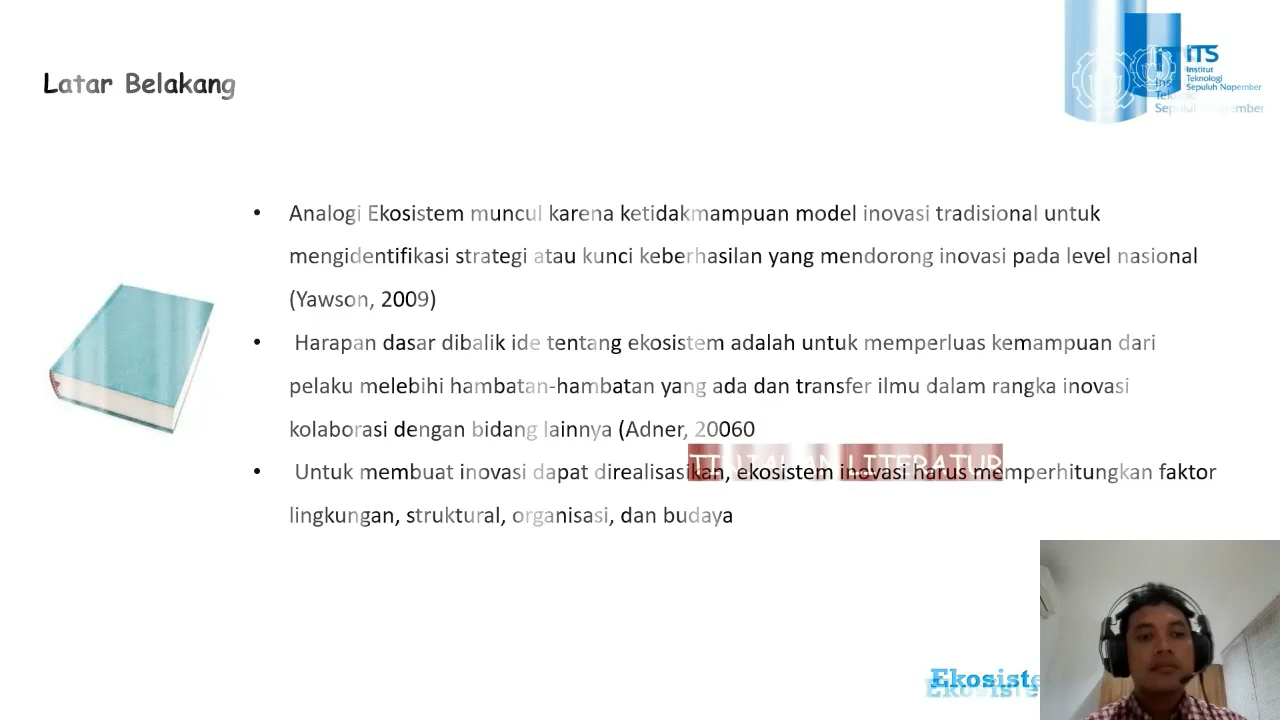 Latar Belakang
ITS
Institut
Teknologi
Sepuluh Nopember
• Analogi Ekosistem muncul karena ketidakmampuan model inovasi tradisional untuk
mengidentifikasi strategi atau kunci keberhasilan yang mendorong inovasi pada level nasional
(Yawson, 2009)
• Harapan dasar dibalik ide tentang ekosistem adalah untuk memperluas kemampuan dari
pelaku melebihi hambatan-hambatan yang ada dan transfer ilmu dalam rangka inovasi
kolaborasi dengan bidang lainnya (Adner, 20060
TINJAUAN LITERATUR
• Untuk membuat inovasi dapat direalisasikan, ekosistem inovasi harus memperhitungkan faktor
lingkungan, struktural, organisasi, dan budaya
Ekosiste